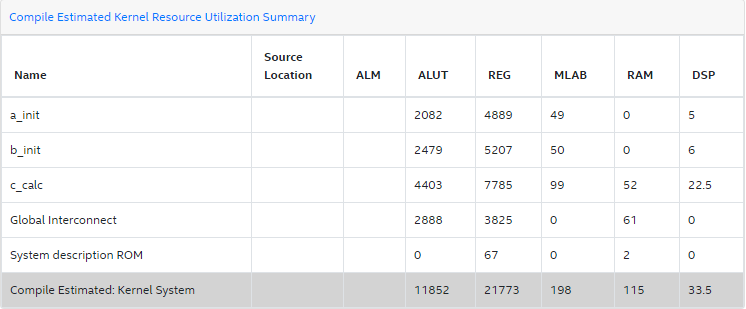 Compile Estimated Kernel Resource Utilization Summary
Name Source Location ALM ALUT REG MLAB RAM DSP
a_init 2082 4889 49 0 5
b_init 2479 5207 50 0 6
c_calc 4403 7785 99 52 22.5
Global Interconnect 2888 3825 0 61 0
System description ROM 0 67 0 2 0
Compile Estimated: Kernel System 11852 21773 198 115 33.5